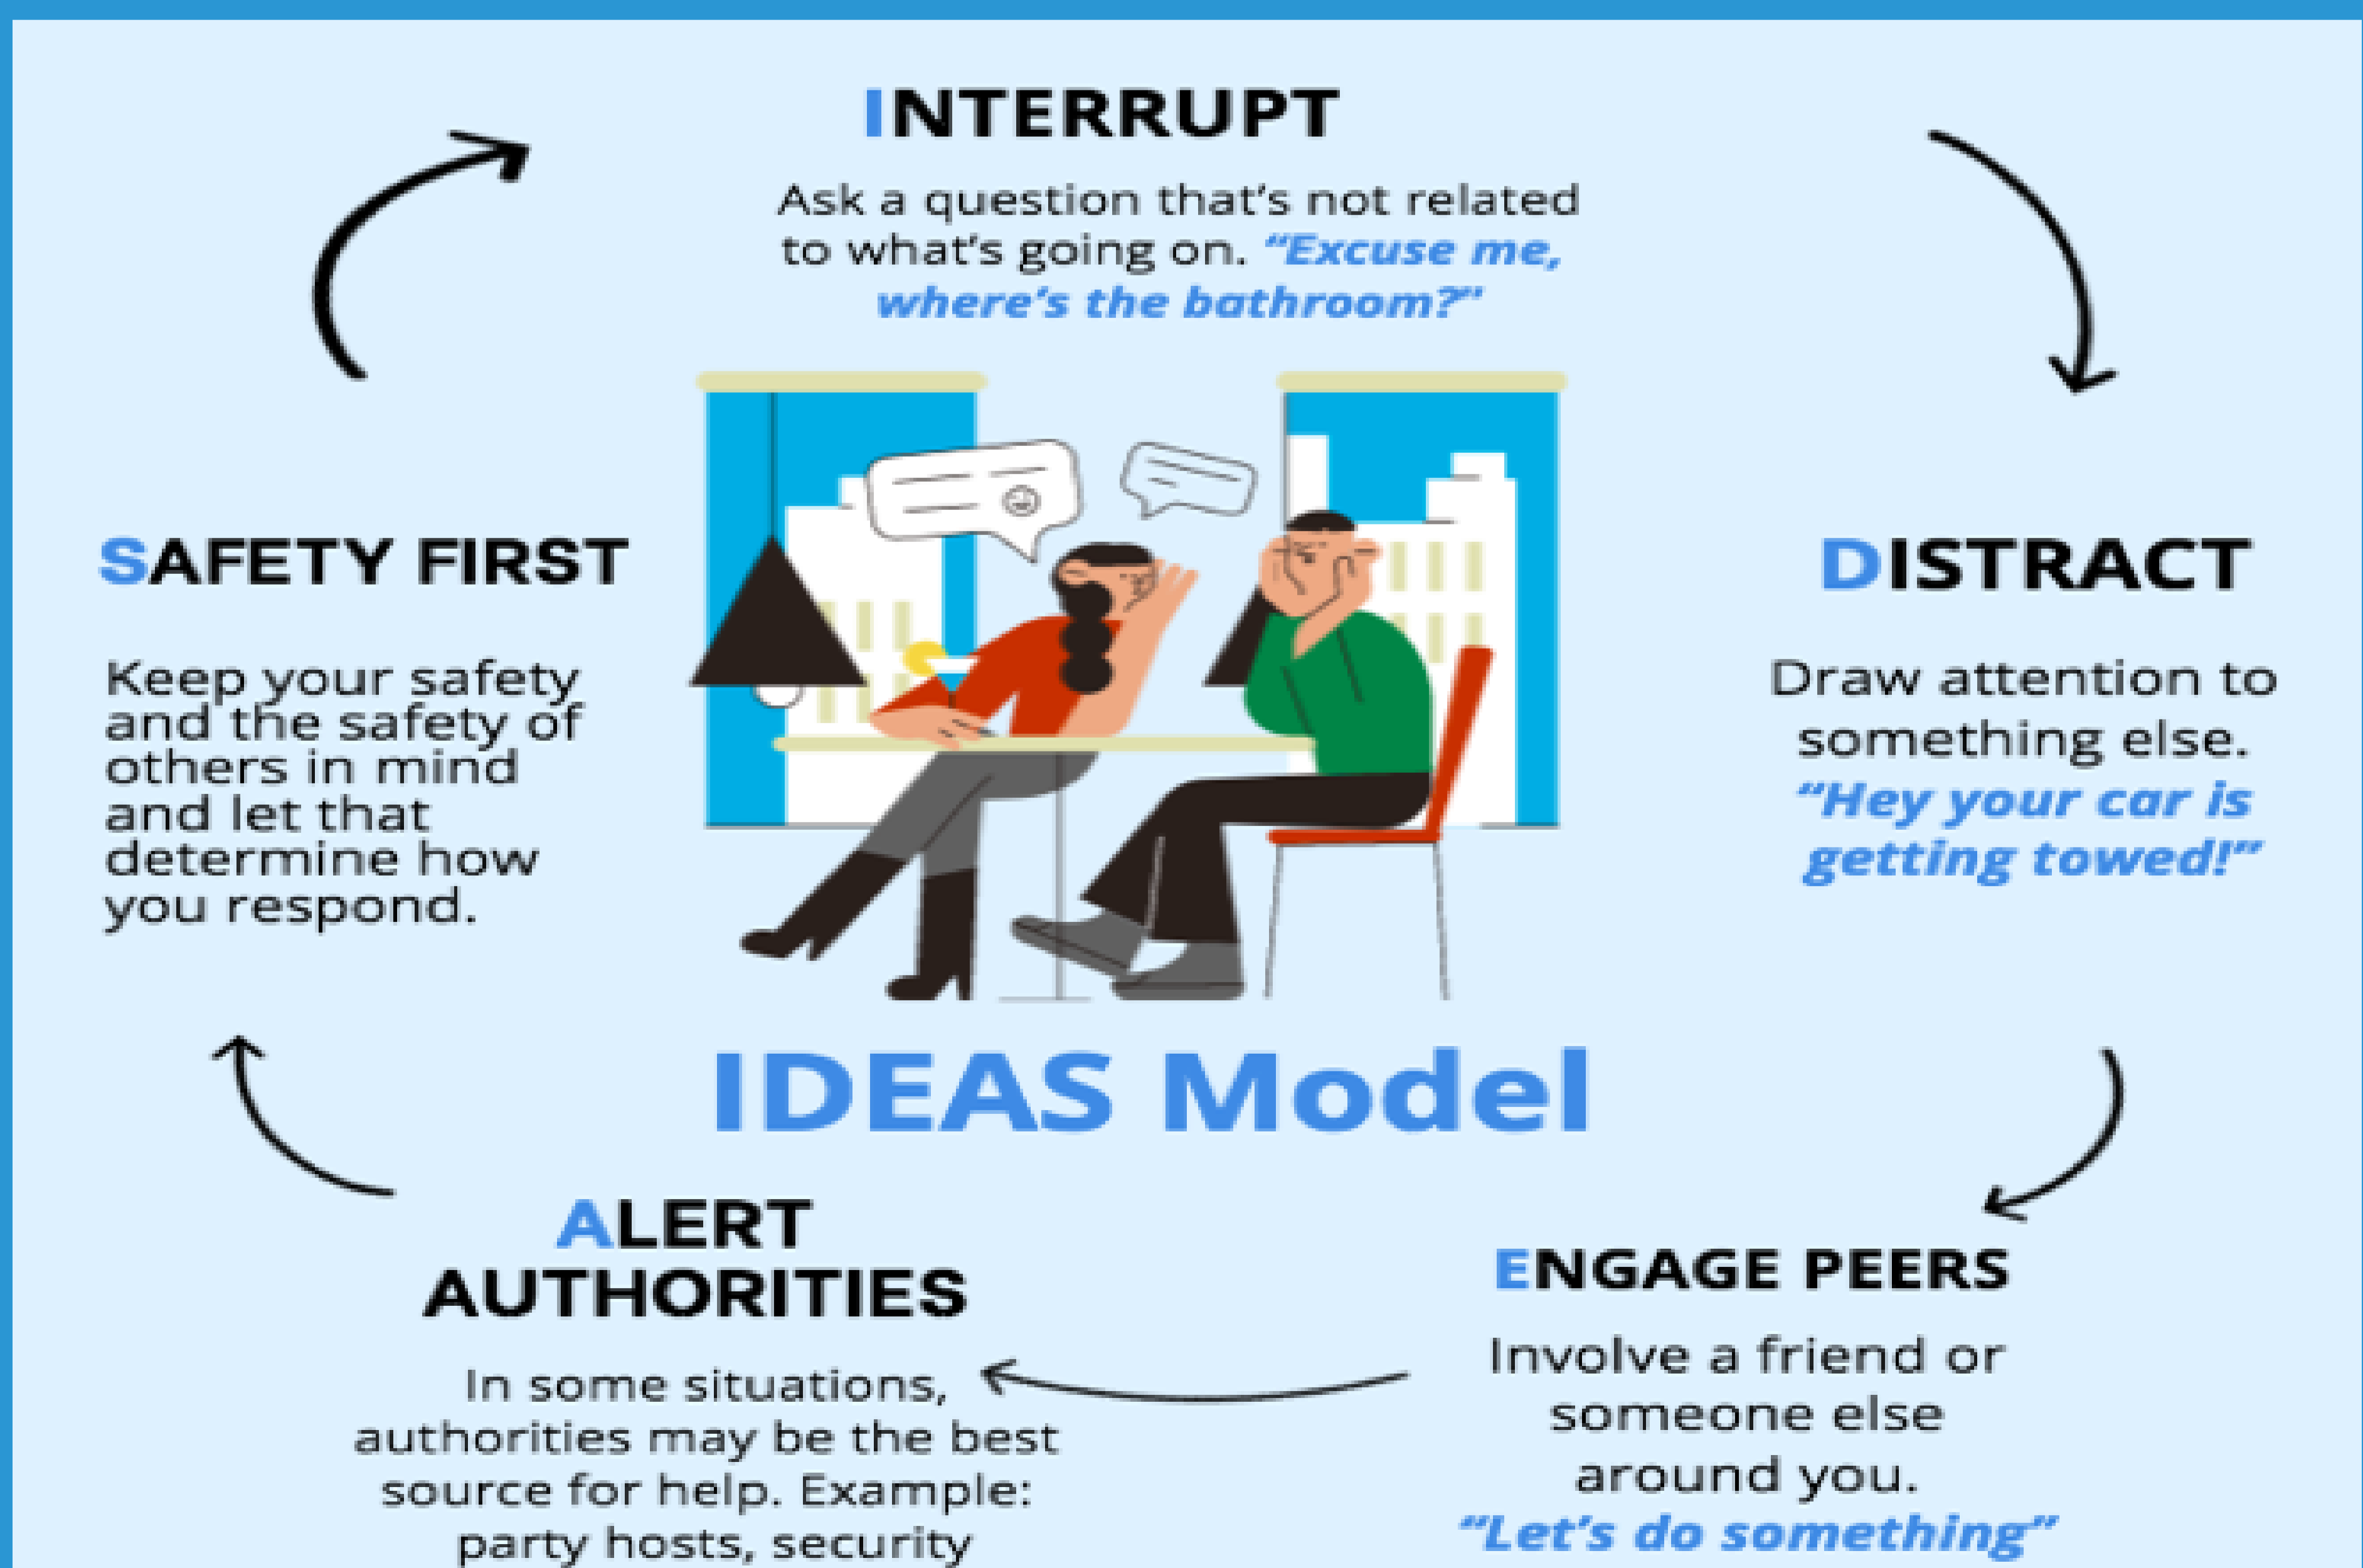 INTERRUPT
Ask a question that's not related
to what's going on. “Excuse me,
where's the bathroom?”
DISTRACT
Draw attention to
something else.
“Hey your car is
getting towed!”
ENGAGE PEERS
Involve a friend or
someone else
around you.
“Let's do something”
ALERT
AUTHORITIES
In some situations,
authorities may be the best
source for help. Example:
party hosts, security
SAFETY FIRST
Keep your safety
and the safety of
others in mind
and let that
determine how
you respond.
IDEAS Model